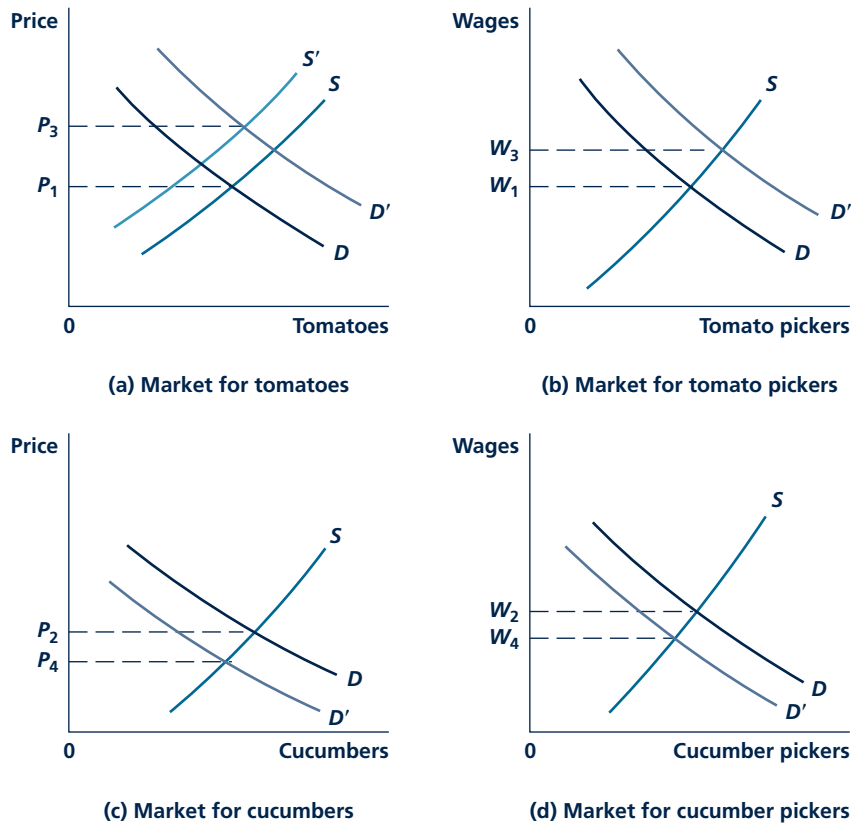 Price
S'
S
P3
P1
D'
D
0
Tomatoes
(a) Market for tomatoes
Wages
S
W3
W1
D'
D
0
Tomato pickers
(b) Market for tomato pickers
Price
S
P2
P4
D
D'
0
Cucumbers
(c) Market for cucumbers
Wages
S
W2
W4
D
D'
0
Cucumber pickers
(d) Market for cucumber pickers